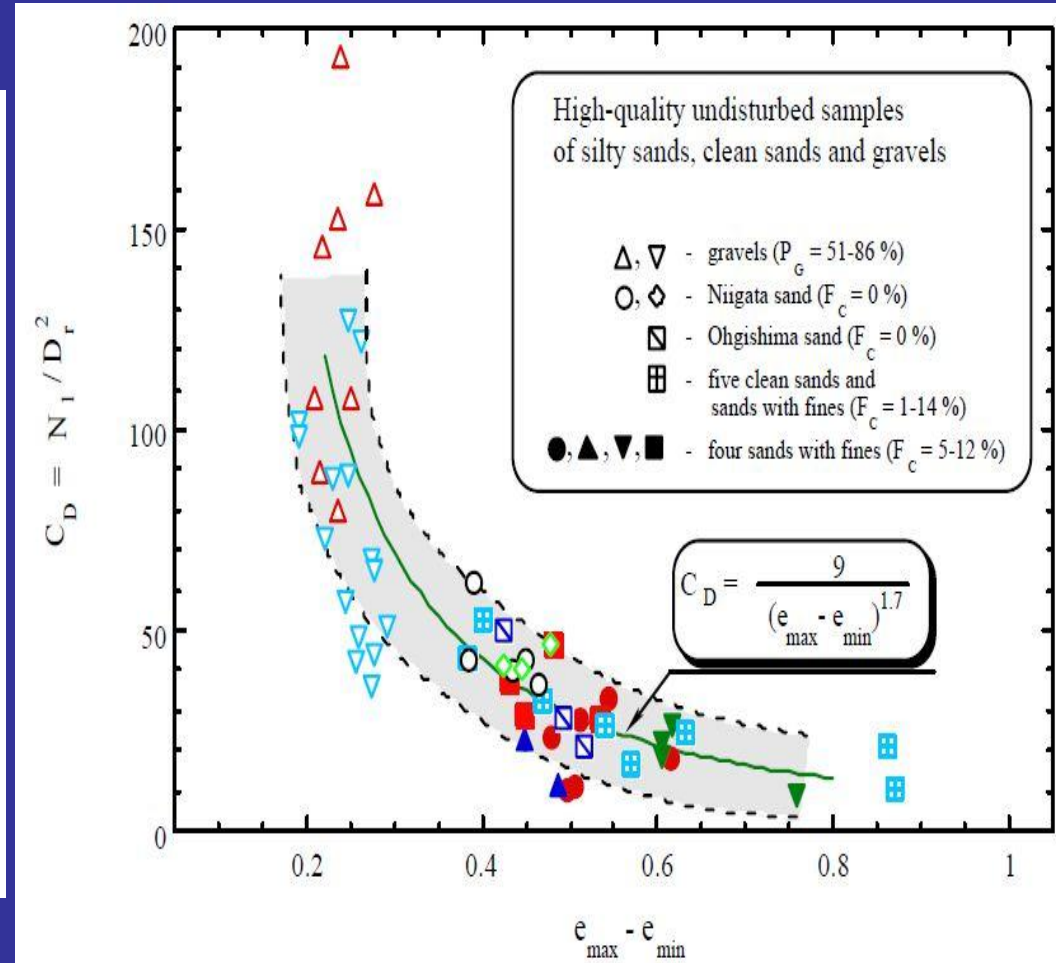 200
150
100
50
0
0.2 0.4 0.6 0.8 1
C_D = N_1 / D_r^2
e_max - e_min
High-quality undisturbed samples
of silty sands, clean sands and gravels
△, ▽ - gravels (P_G = 51-86 %)
○, ◇ - Niigata sand (F_C = 0 %)
- Ohgishima sand (F_C = 0 %)
- five clean sands and
sands with fines (F_C = 1-14 %)
●, ▲, ▼, ■ - four sands with fines (F_C = 5-12 %)
C_D = 9 / (e_max - e_min)^1.7